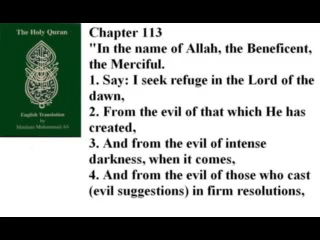 The Holy Quran
English Translation
by
Maulana Muhammad Ali
Chapter 113
"In the name of Allah, the Beneficent,
the Merciful.
1. Say: I seek refuge in the Lord of the
dawn,
2. From the evil of that which He has
created,
3. And from the evil of intense
darkness, when it comes,
4. And from the evil of those who cast
(evil suggestions) in firm resolutions,